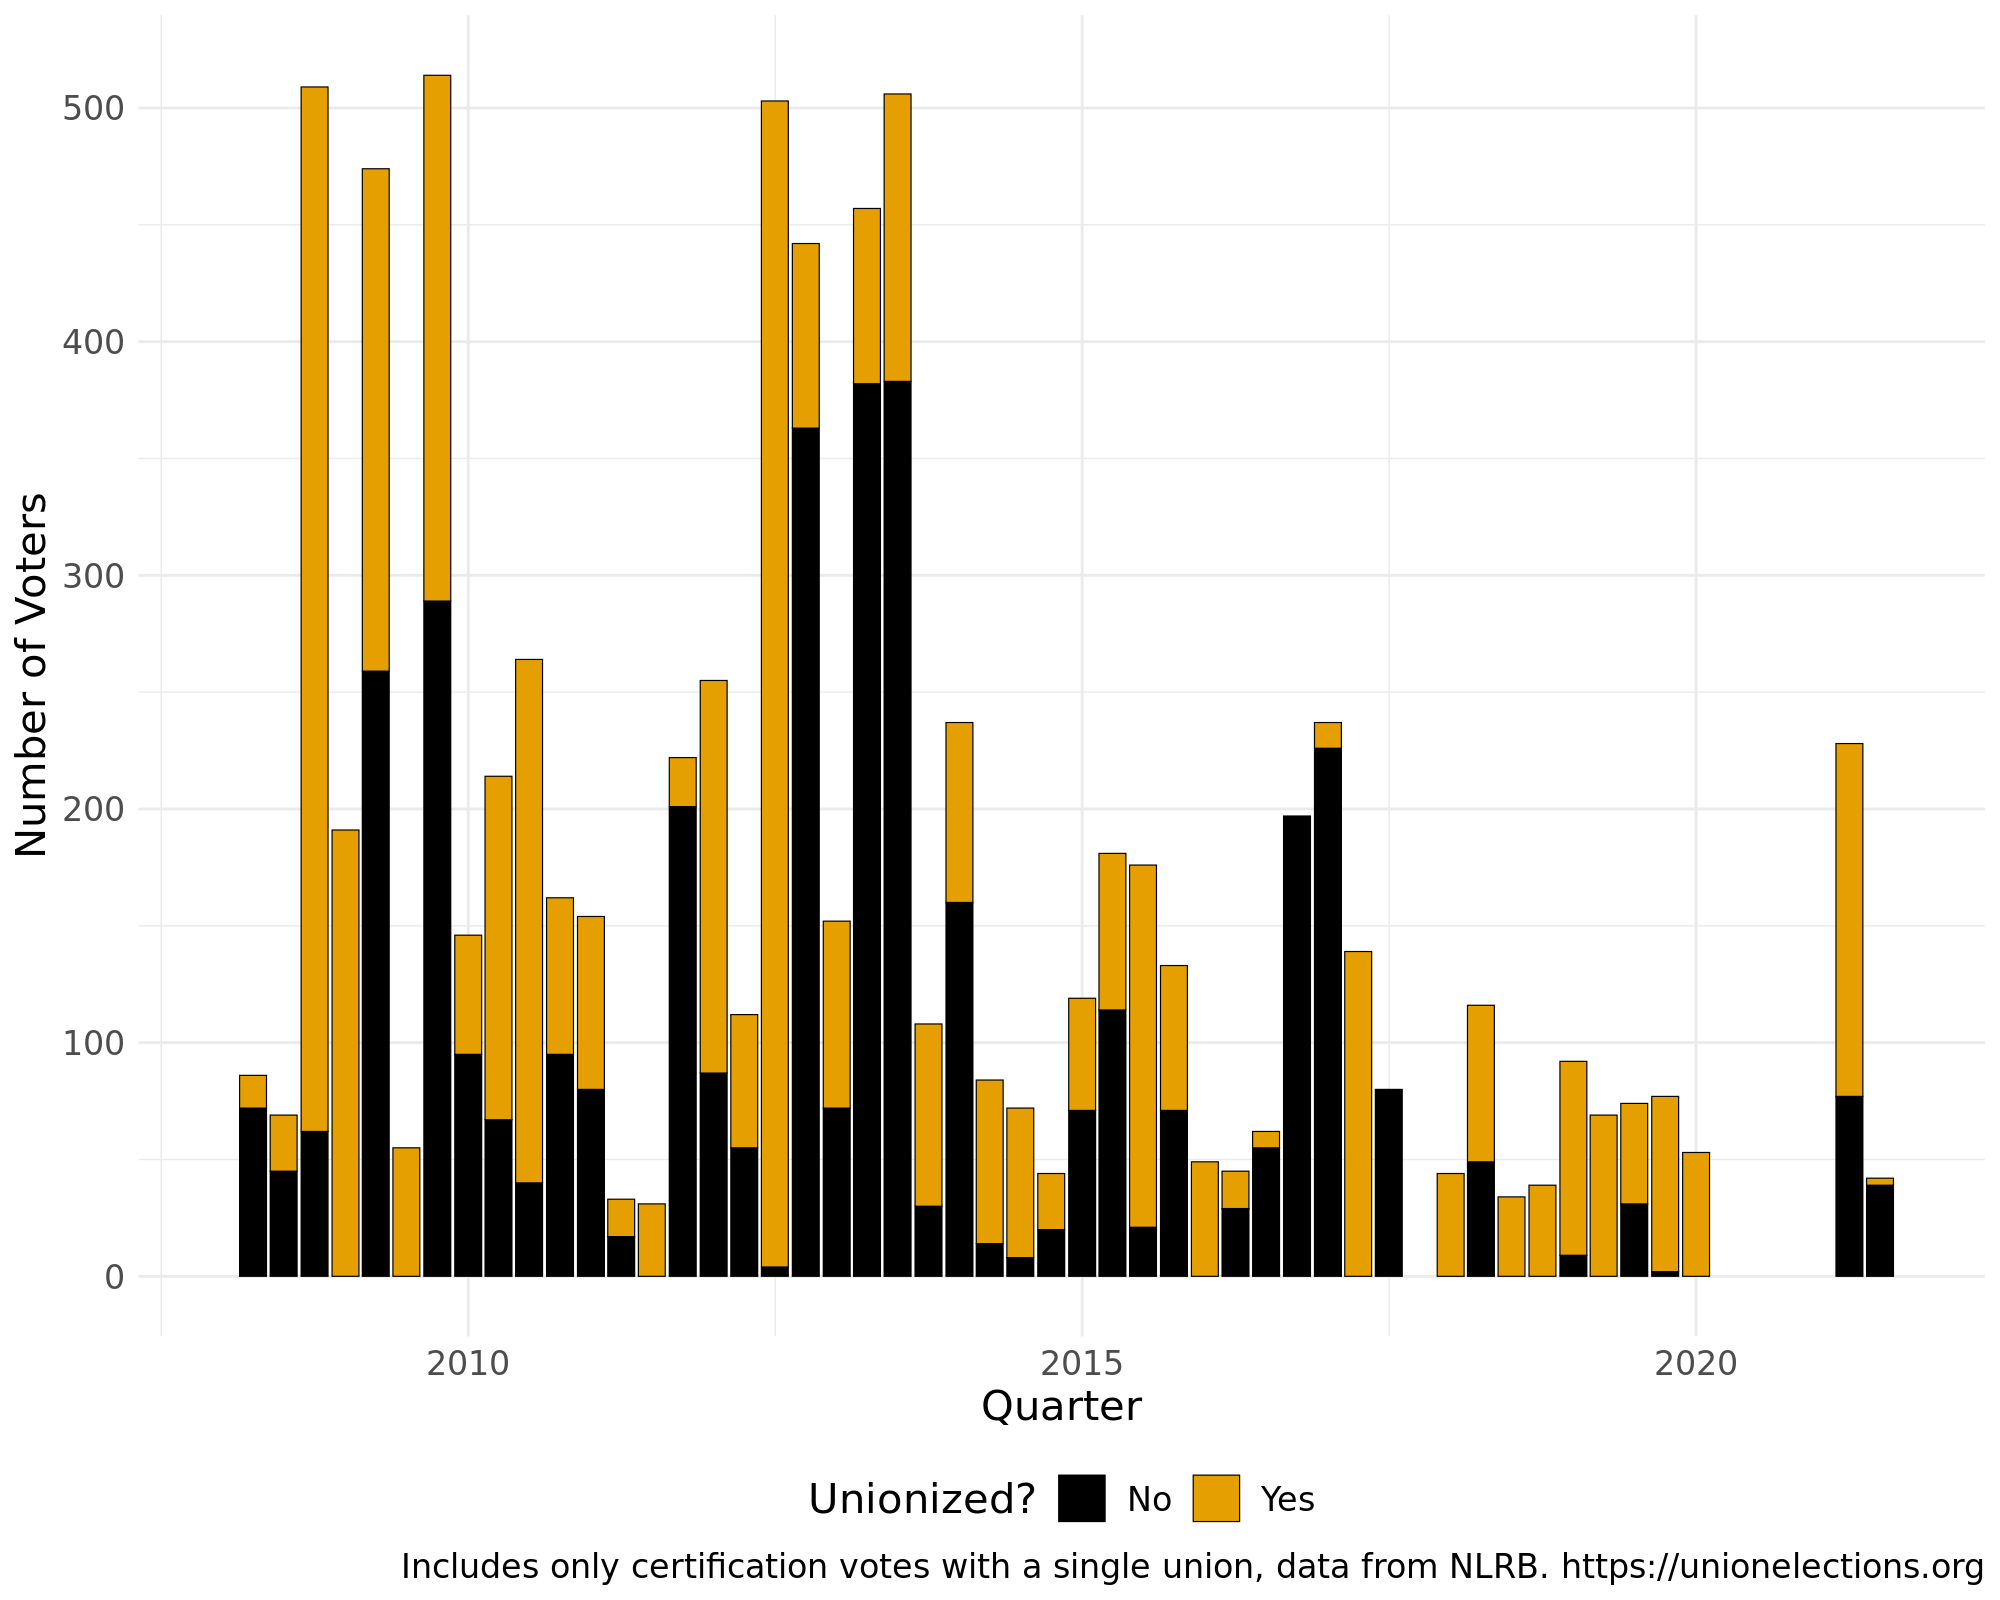 500
400
300
200
100
0
Number of Voters
2010 2015 2020
Quarter
Unionized? No Yes
Includes only certification votes with a single union, data from NLRB. https://unionelections.org